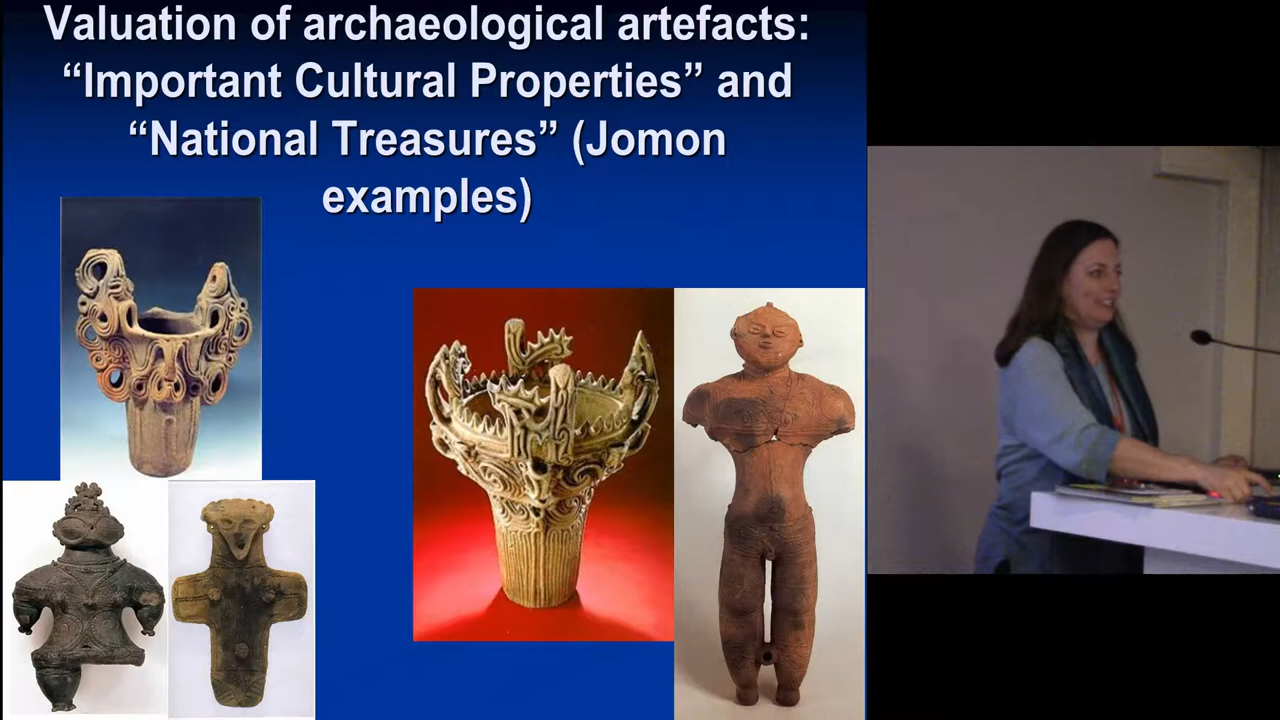 Valuation of archaeological artefacts:
“Important Cultural Properties” and
“National Treasures” (Jomon
examples)